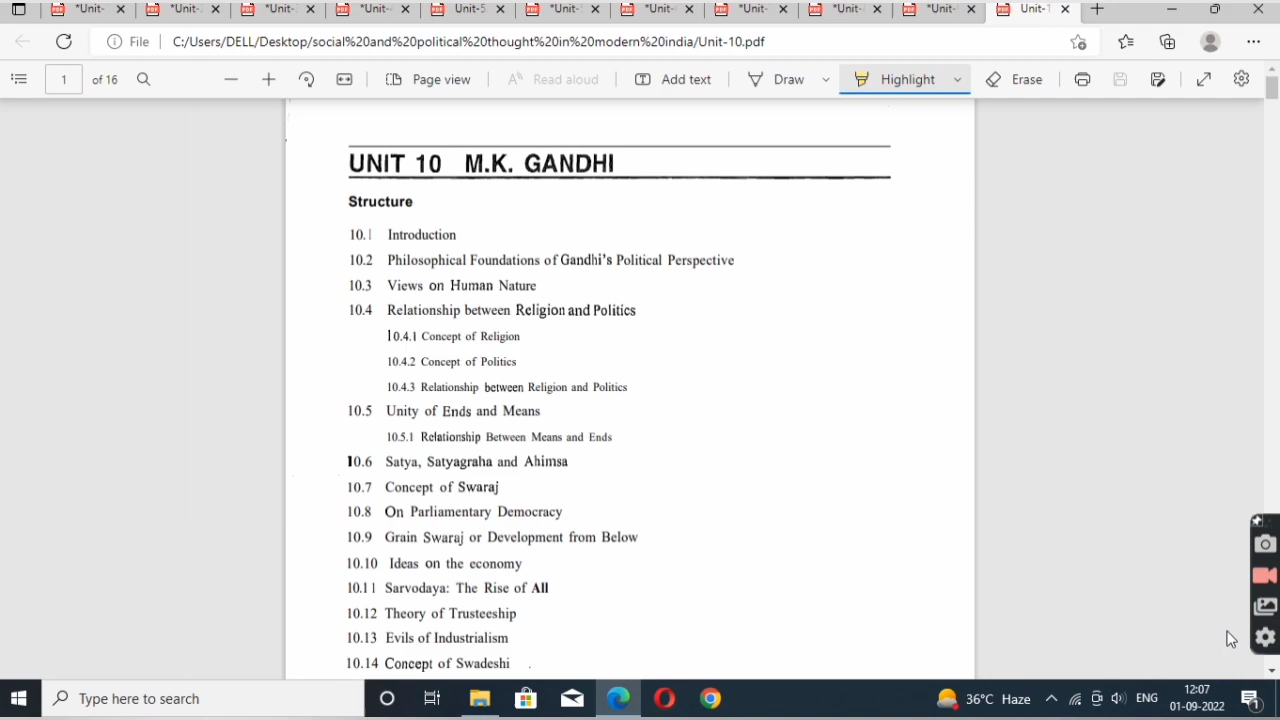 *Unit-
*Unit-
*Unit-
*Unit-
Unit-5
*Unit-
*Unit-
*Unit-
*Unit-
*Unit-
Unit-1
File C:/Users/DELL/Desktop/social%20and%20political%20thought%20in%20modern%20india/Unit-10.pdf
1 of 16 Page view Read aloud Add text Draw Highlight Erase
UNIT 10 M.K. GANDHI
Structure
10.1 Introduction
10.2 Philosophical Foundations of Gandhi's Political Perspective
10.3 Views on Human Nature
10.4 Relationship between Religion and Politics
10.4.1 Concept of Religion
10.4.2 Concept of Politics
10.4.3 Relationship between Religion and Politics
10.5 Unity of Ends and Means
10.5.1 Relationship Between Means and Ends
10.6 Satya, Satyagraha and Ahimsa
10.7 Concept of Swaraj
10.8 On Parliamentary Democracy
10.9 Grain Swaraj or Development from Below
10.10 Ideas on the economy
10.11 Sarvodaya: The Rise of All
10.12 Theory of Trusteeship
10.13 Evils of Industrialism
10.14 Concept of Swadeshi
Type here to search 36°C Haze ENG 12:07
01-09-2022 1